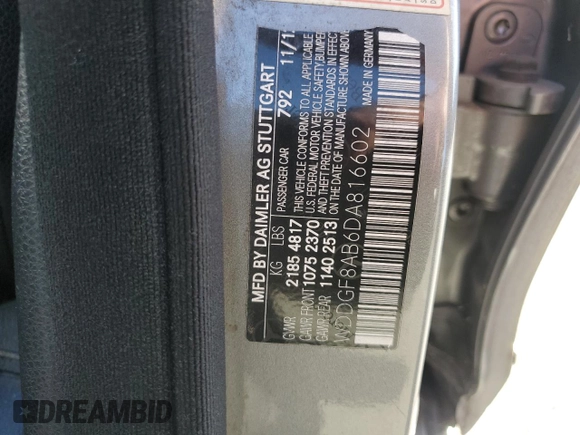 MFD BY DAIMLER AG STUTTGART
KG LBS PASSENGER CAR 792 11/1
GVWR 2185 4817 THIS VEHICLE CONFORMS TO ALL APPLICABLE
GAWR FRONT 1075 2370 U.S. FEDERAL MOTOR VEHICLE SAFETY, BUMPER
GAWR REAR 1140 2513 AND THEFT PREVENTION STANDARDS IN EFFECT
ON THE DATE OF MANUFACTURE SHOWN ABOVE
WDDGF8AB6DA816602 MADE IN GERMANY
DREAMBID